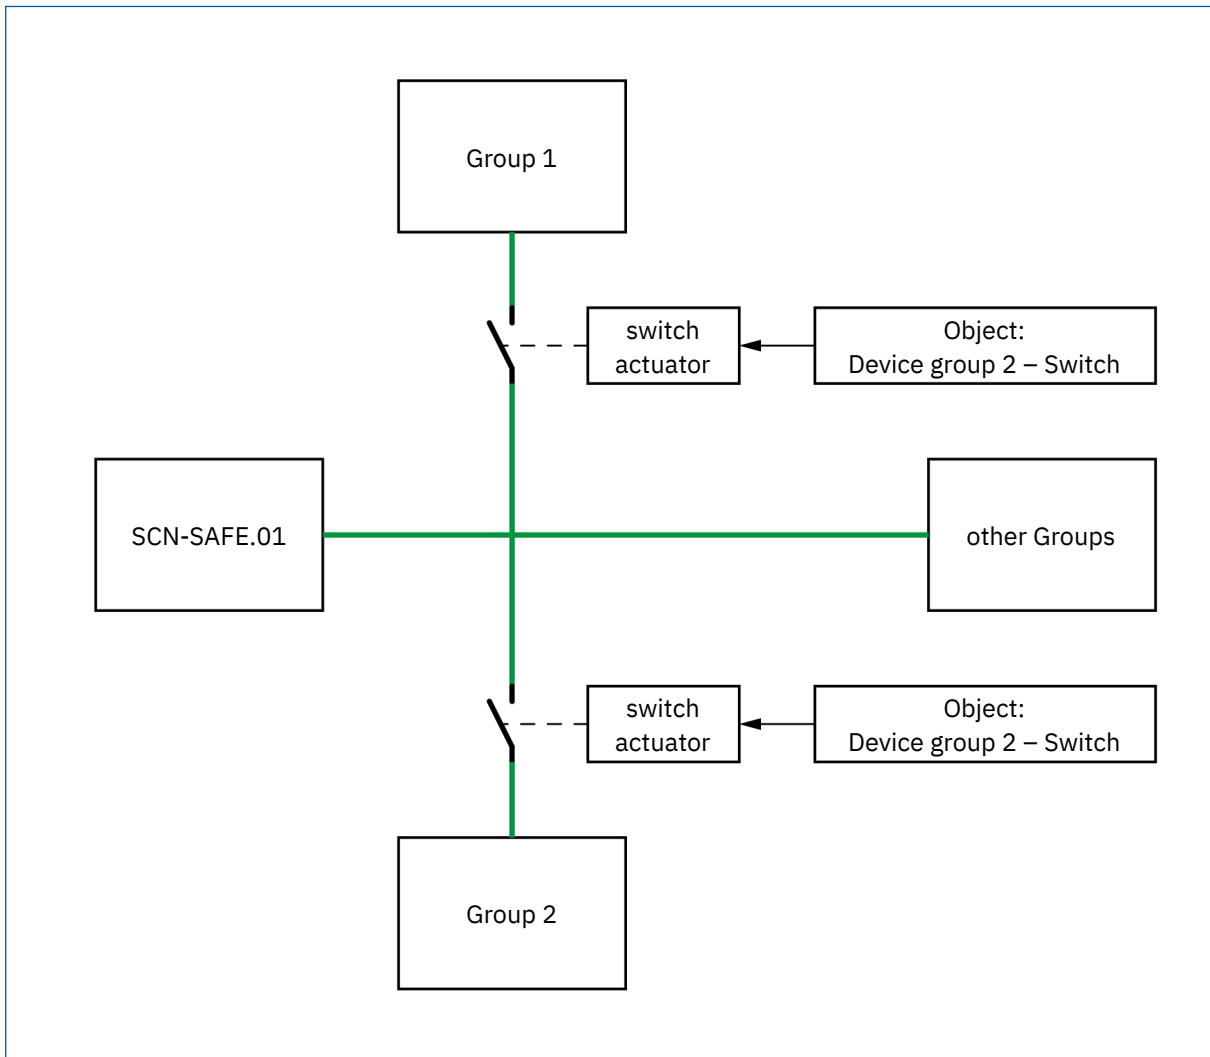 Group 1
switch
actuator
Object:
Device group 2 – Switch
SCN-SAFE.01
other Groups
switch
actuator
Object:
Device group 2 – Switch
Group 2